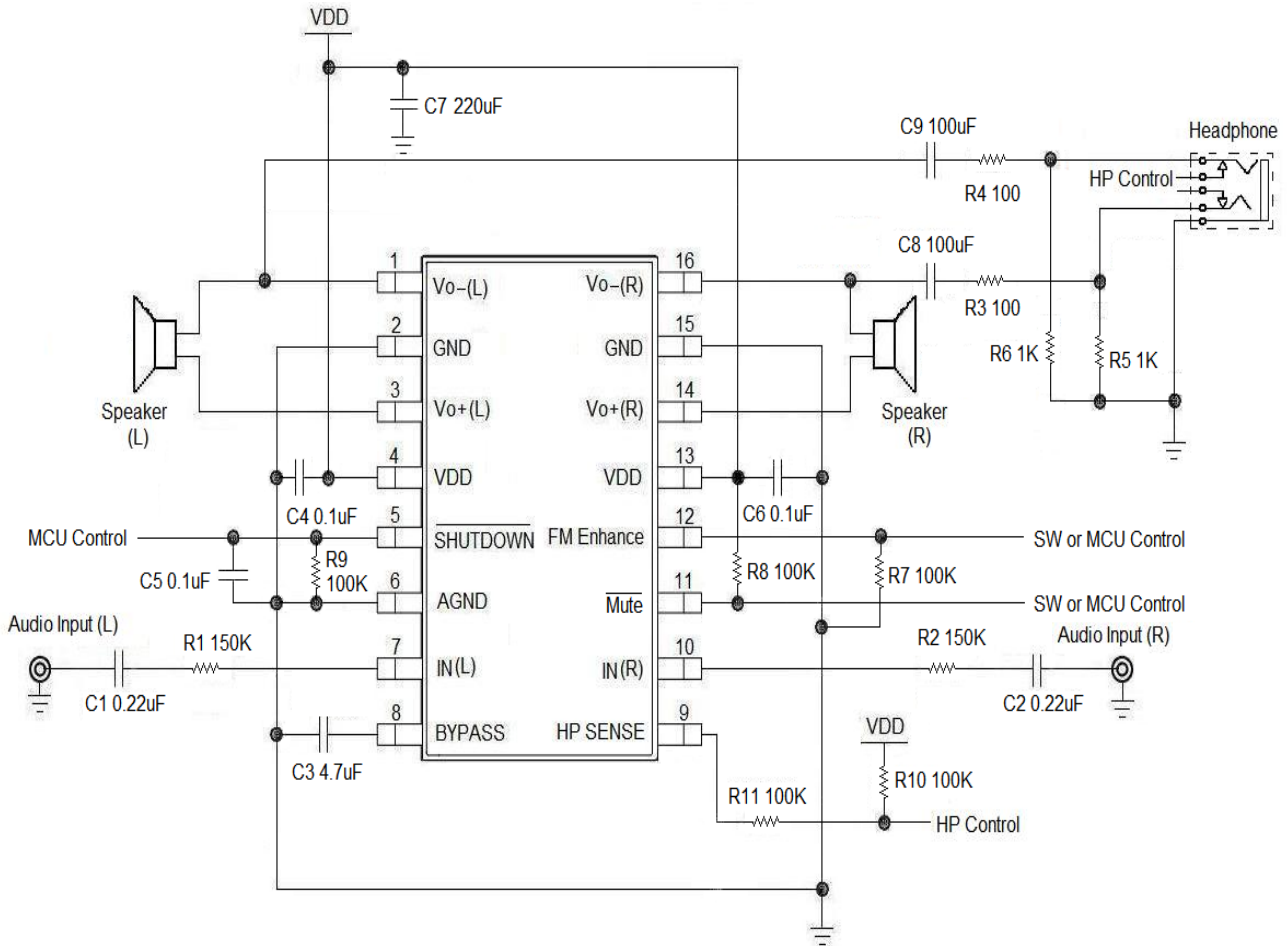 VDD
C7 220uF
C9 100uF
Headphone
R4 100
HP Control
C8 100uF
R3 100
R6 1K
R5 1K
1
16
Vo−(L)
Vo−(R)
2
15
GND
GND
3
14
Vo+(L)
Vo+(R)
Speaker
(L)
Speaker
(R)
4
13
VDD
VDD
C4 0.1uF
C6 0.1uF
5
12
MCU Control
SHUTDOWN
FM Enhance
SW or MCU Control
R9
100K
C5 0.1uF
R8 100K
R7 100K
6
11
AGND
Mute
SW or MCU Control
Audio Input (L)
Audio Input (R)
R1 150K
R2 150K
7
10
IN(L)
IN(R)
C1 0.22uF
C2 0.22uF
8
9
BYPASS
HP SENSE
VDD
C3 4.7uF
R10 100K
R11 100K
HP Control